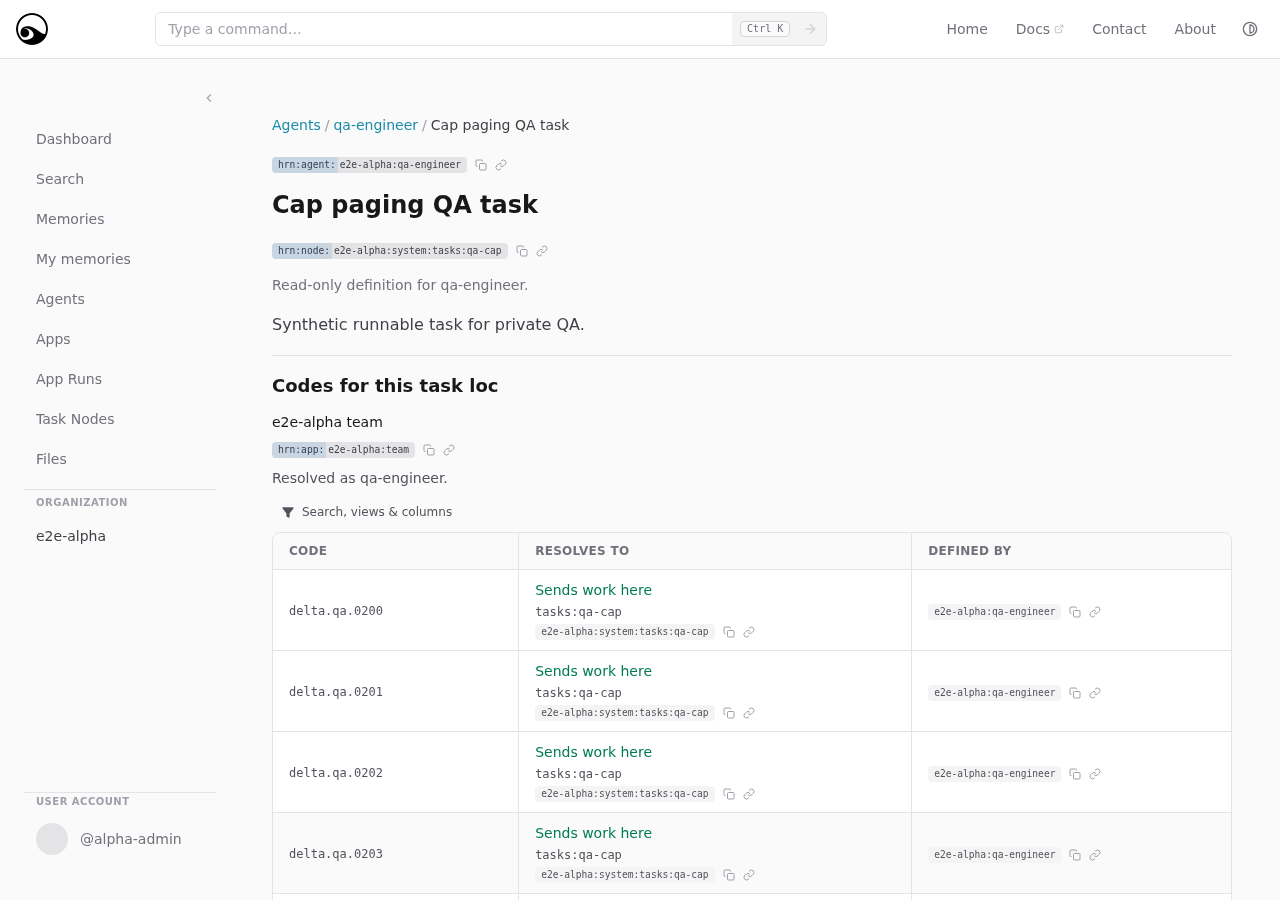 Type a command...
Ctrl K
Home
Docs
Contact
About
Dashboard
Search
Memories
My memories
Agents
Apps
App Runs
Task Nodes
Files
ORGANIZATION
e2e-alpha
USER ACCOUNT
@alpha-admin
Agents / qa-engineer / Cap paging QA task
hrn:agent: e2e-alpha:qa-engineer
Cap paging QA task
hrn:node: e2e-alpha:system:tasks:qa-cap
Read-only definition for qa-engineer.
Synthetic runnable task for private QA.
Codes for this task loc
e2e-alpha team
hrn:app: e2e-alpha:team
Resolved as qa-engineer.
Search, views & columns
CODE RESOLVES TO DEFINED BY
Sends work here
delta.qa.0200 tasks:qa-cap e2e-alpha:qa-engineer
e2e-alpha:system:tasks:qa-cap
Sends work here
delta.qa.0201 tasks:qa-cap e2e-alpha:qa-engineer
e2e-alpha:system:tasks:qa-cap
Sends work here
delta.qa.0202 tasks:qa-cap e2e-alpha:qa-engineer
e2e-alpha:system:tasks:qa-cap
Sends work here
delta.qa.0203 tasks:qa-cap e2e-alpha:qa-engineer
e2e-alpha:system:tasks:qa-cap